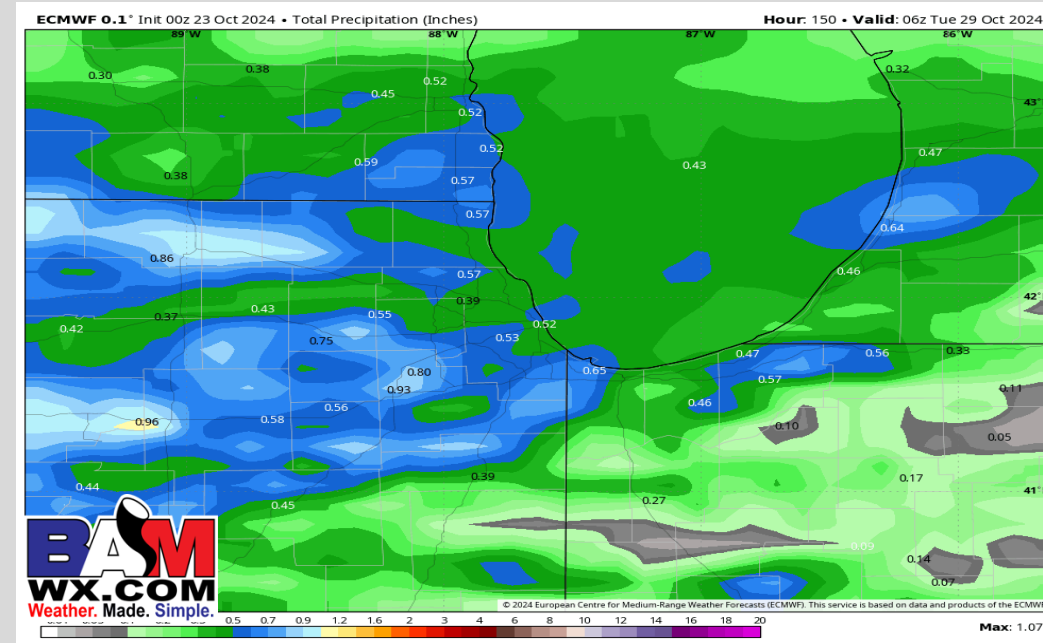 ECMWF 0.1° Init 00z 23 Oct 2024 • Total Precipitation (Inches)
Hour: 150 • Valid: 06z Tue 29 Oct 2024
89°W 88°W 87°W 86°W
0.30 0.38 0.52 0.32
0.45
43°
0.52
0.52 0.47
0.59 0.43
0.38 0.57
0.57
0.64
0.86
0.57 0.46
42°
0.39
0.37 0.43 0.55
0.42 0.52
0.75 0.53
0.47 0.56 0.33
0.80 0.65
0.93 0.57 0.11
0.56 0.46
0.96 0.58 0.10
0.05
0.39 0.17
0.44 41°
0.45 0.27
0.09
0.14
0.07
BAM
WX.COM
Weather. Made. Simple.
© 2024 European Centre for Medium-Range Weather Forecasts (ECMWF). This service is based on data and products of the ECMWF
0.5 0.7 0.9 1.2 1.6 2 3 4 6 8 10 12 14 16 18 20
Max: 1.07